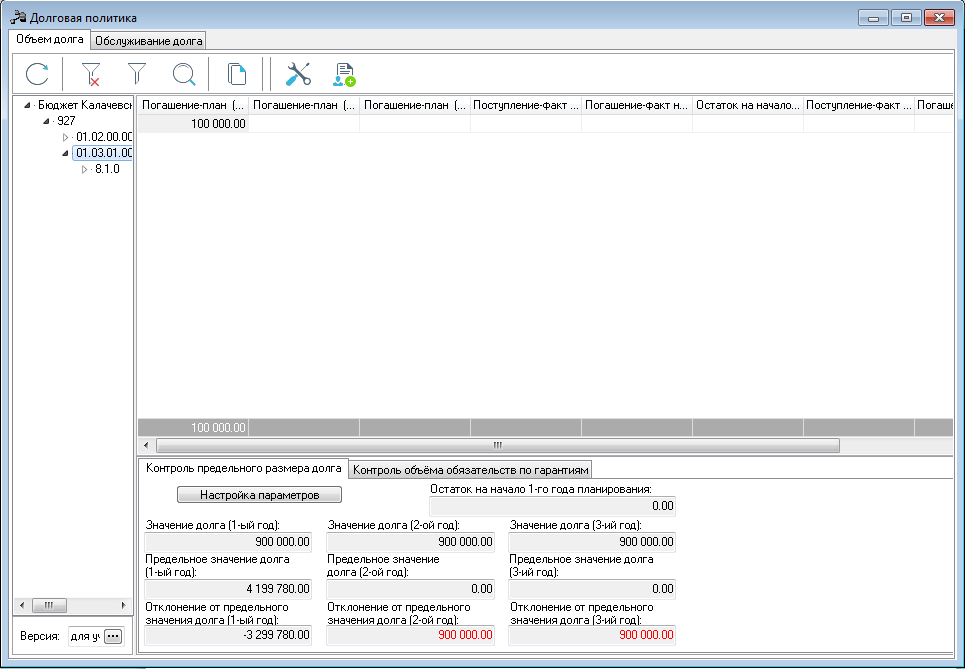 Долговая политика
Объем долга
Обслуживание долга
Бюджет Калачевск
927
01.02.00.00
01.03.01.00
8.1.0
Погашение-план (...
Погашение-план (...
Погашение-план (...
Поступление-факт ...
Погашение-факт н...
Остаток на начало...
Поступление-факт ...
Погаше
100 000.00
100 000.00
Контроль предельного размера долга
Контроль объёма обязательств по гарантиям
Настройка параметров
Остаток на начало 1-го года планирования:
0.00
Значение долга (1-ый год):
Значение долга (2-ой год):
Значение долга (3-ий год):
900 000.00
900 000.00
900 000.00
Предельное значение долга
(1-ый год):
Предельное значение
долга (2-ой год):
Предельное значение долга
(3-ий год):
4 199 780.00
0.00
0.00
Отклонение от предельного
значения долга (1-ый год):
Отклонение от предельного
значения долга (2-ой год):
Отклонение от предельного
значения долга (3-ий год):
-3 299 780.00
900 000.00
900 000.00
Версия:
для уч
...